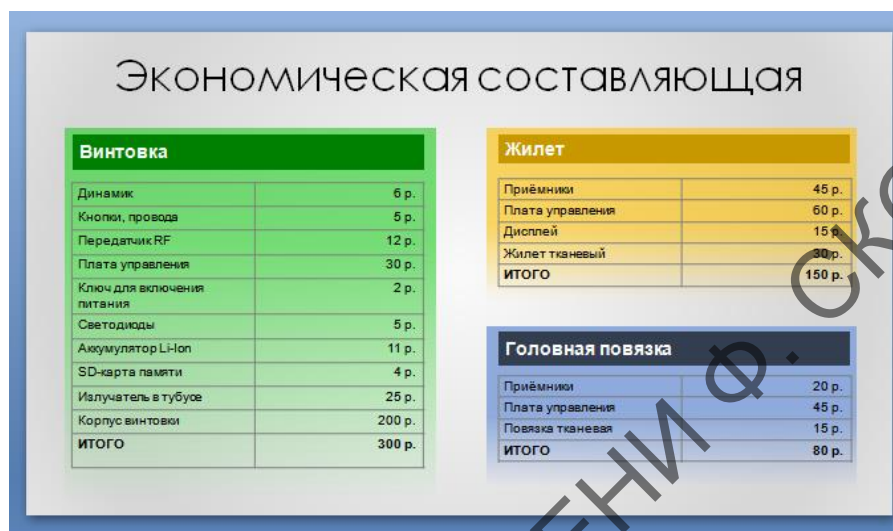 Экономическая составляющая
Винтовка
Динамик 6 р.
Кнопки, провода 5 р.
Передатчик RF 12 р.
Плата управления 30 р.
Ключ для включения
питания 2 р.
Светодиоды 5 р.
Аккумулятор Li-Ion 11 р.
SD-карта памяти 4 р.
Излучатель в тубусе 25 р.
Корпус винтовки 200 р.
ИТОГО 300 р.
Жилет
Приёмники 45 р.
Плата управления 60 р.
Дисплей 15 р.
Жилет тканевый 30 р.
ИТОГО 150 р.
Головная повязка
Приёмники 20 р.
Плата управления 45 р.
Повязка тканевая 15 р.
ИТОГО 80 р.
ЕНИ Ф. СКО